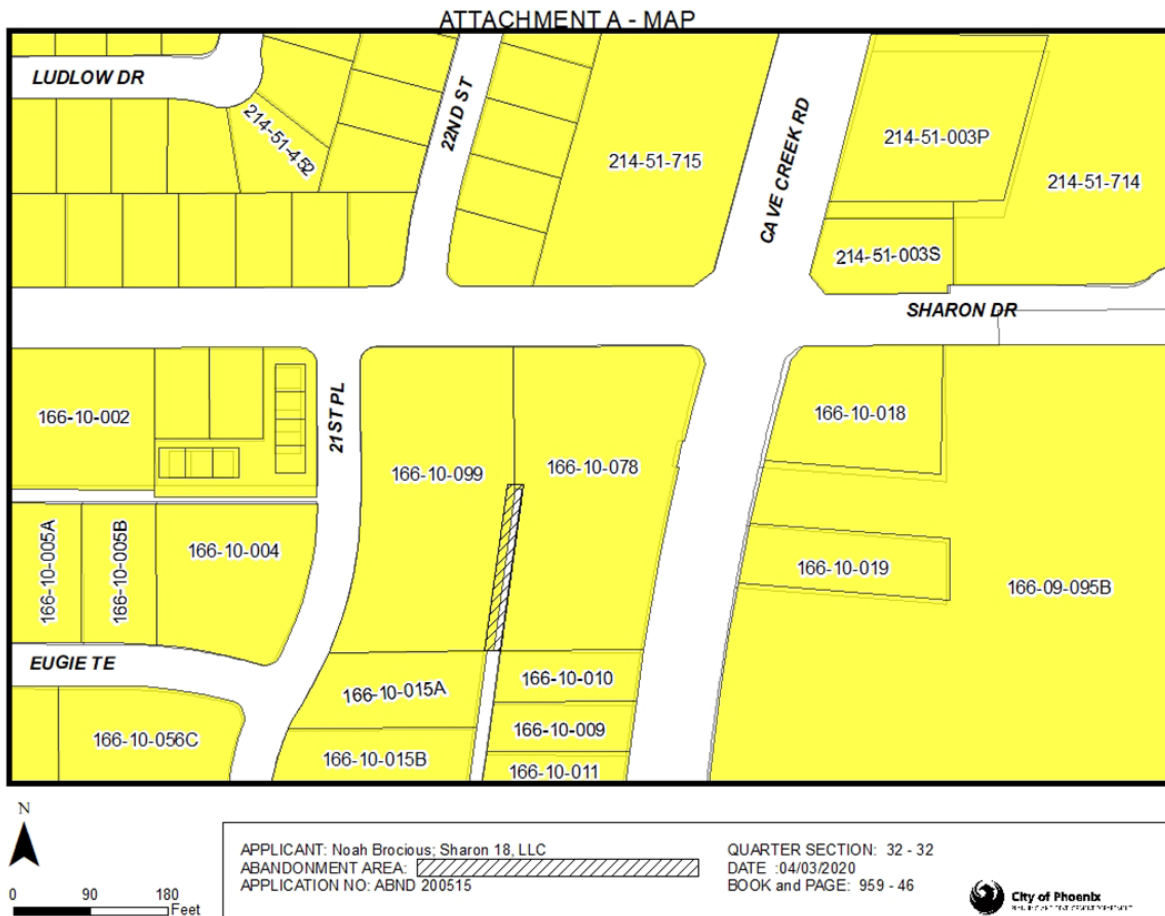 ATTACHMENT A - MAP
LUDLOW DR
214-51-452
22ND ST
214-51-715
CAVE CREEK RD
214-51-003P
214-51-714
214-51-003S
SHARON DR
166-10-002
21ST PL
166-10-099
166-10-078
166-10-018
166-10-005A
166-10-005B
166-10-004
166-10-019
166-09-095B
EUGIE TE
166-10-015A
166-10-010
166-10-056C
166-10-009
166-10-015B
166-10-011
N
0 90 180
Feet
APPLICANT: Noah Brocious; Sharon 18, LLC
ABANDONMENT AREA:
APPLICATION NO: ABND 200515
QUARTER SECTION: 32 - 32
DATE :04/03/2020
BOOK and PAGE: 959 - 46
City of Phoenix